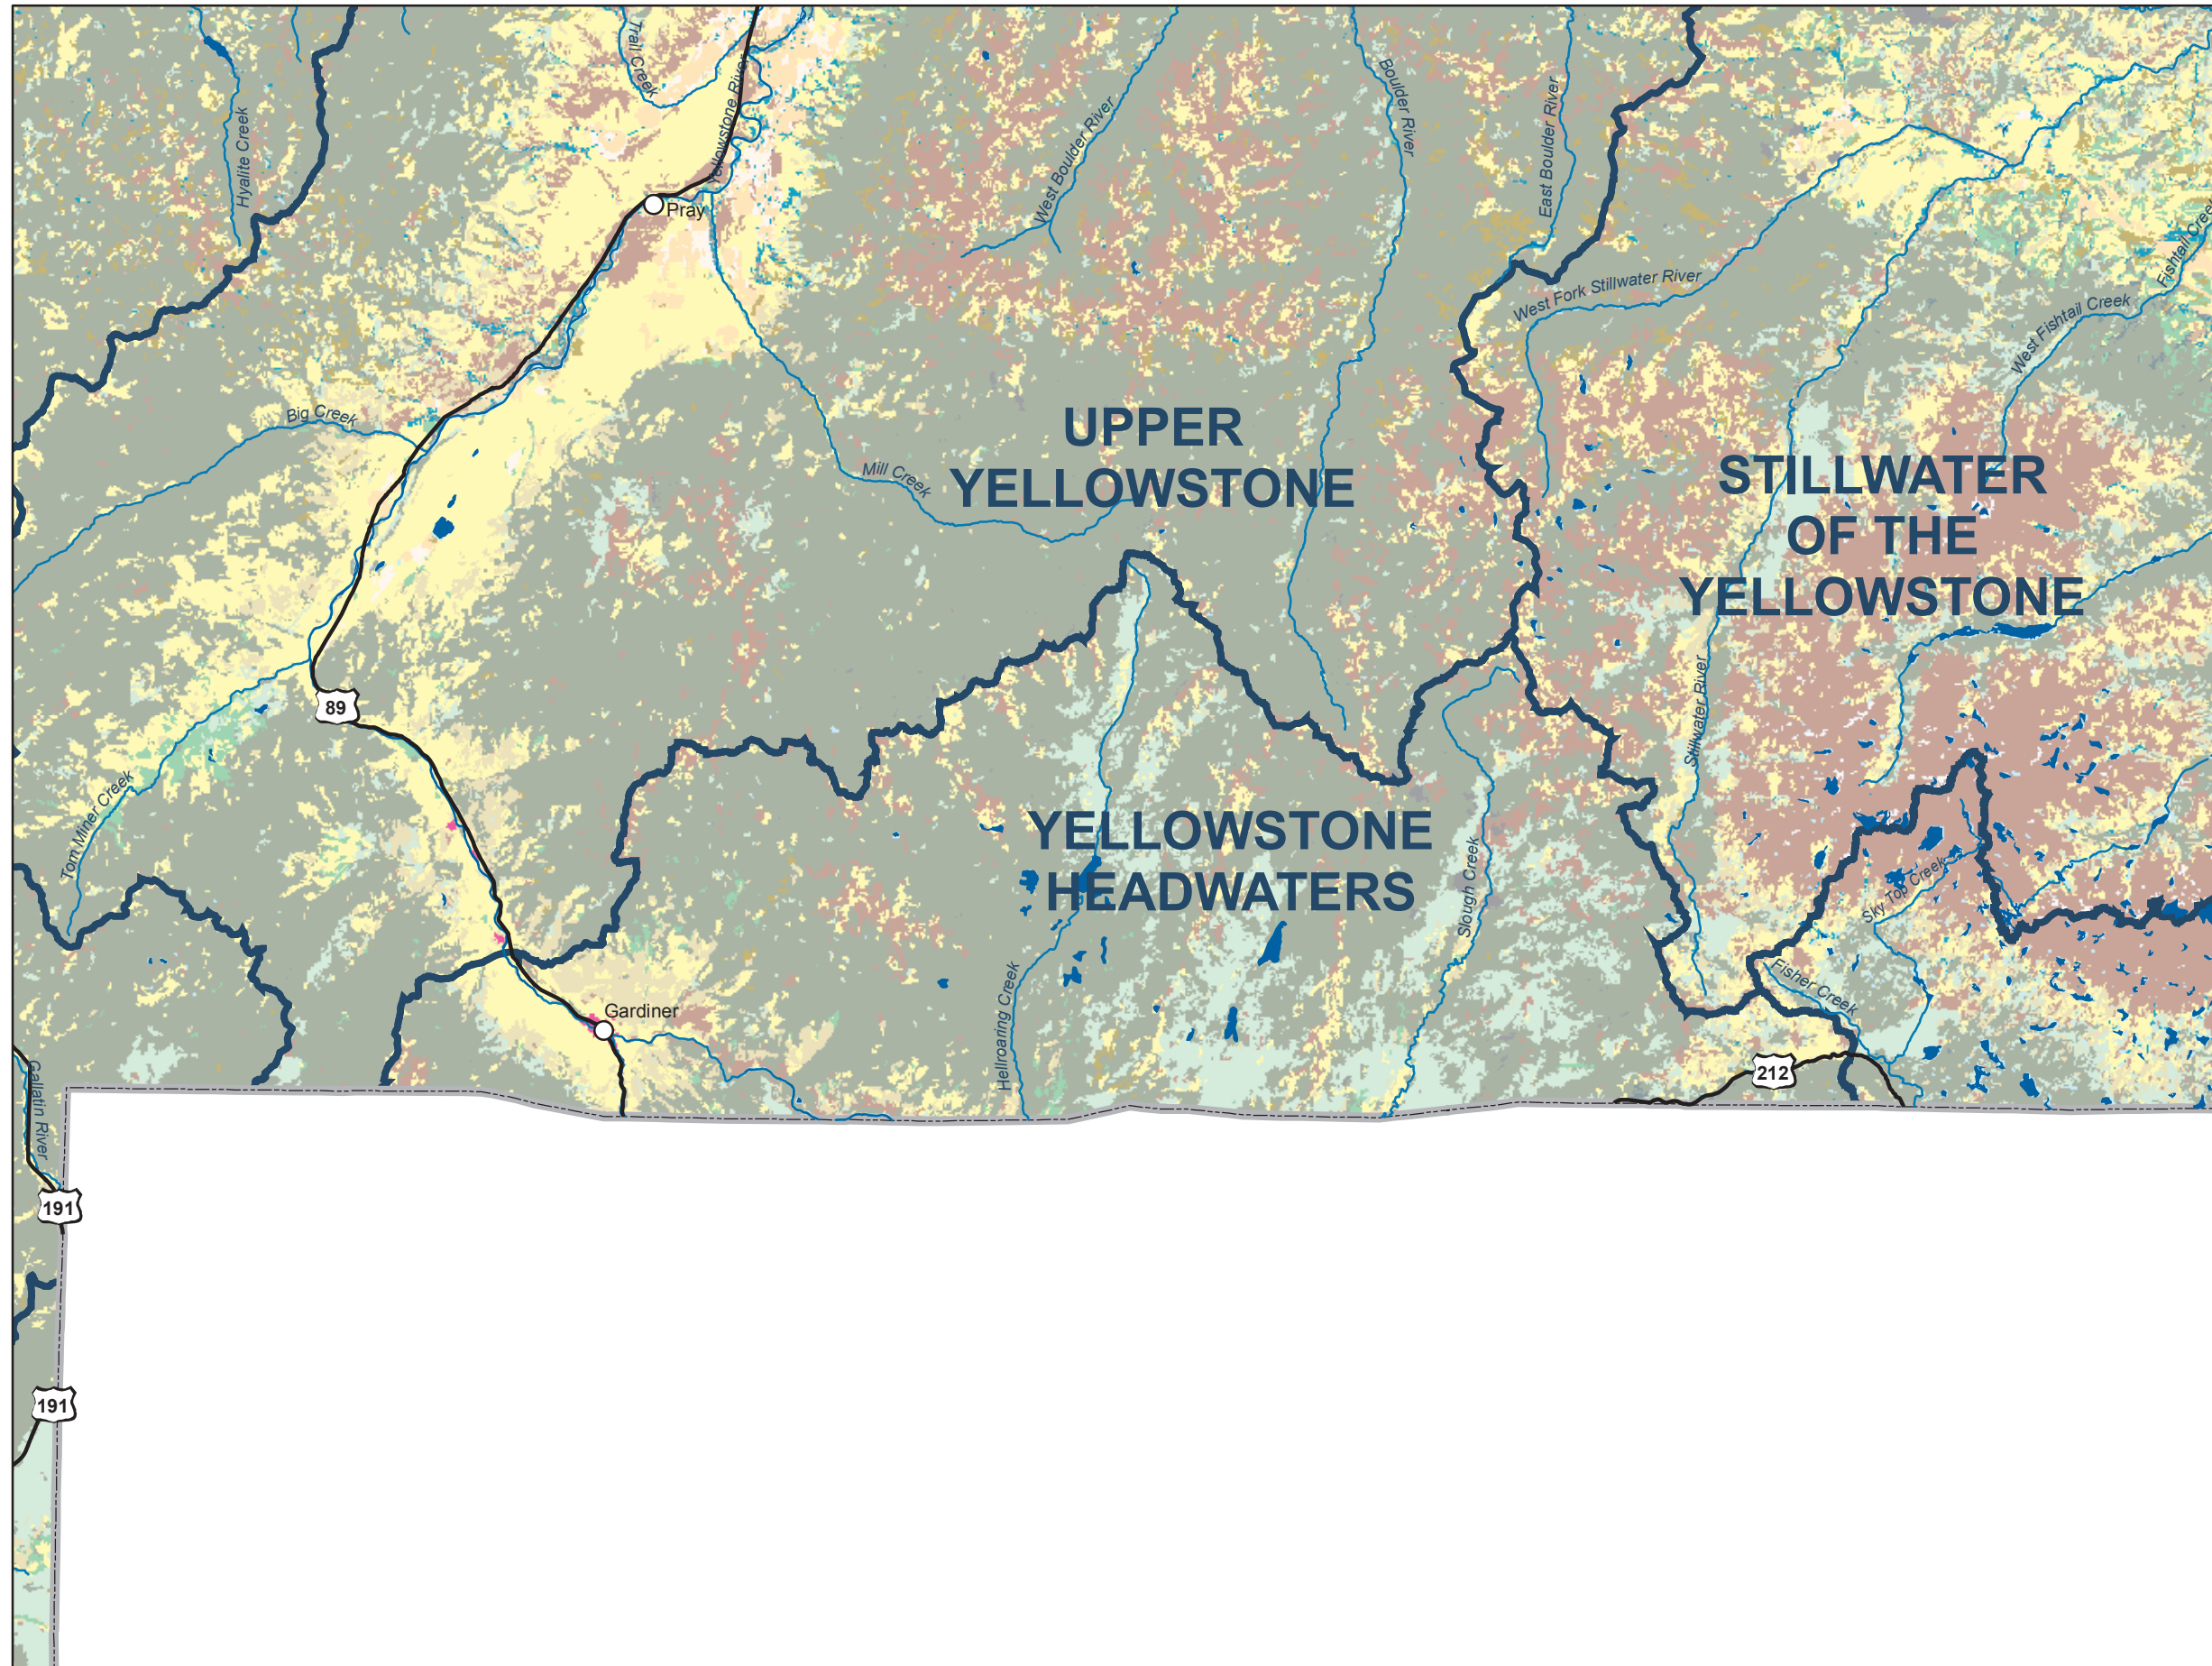 Trail Creek
Yellowstone River
Hyalite Creek
West Boulder River
Boulder River
East Boulder River
Pray
Fishtail Creek
West Fork Stillwater River
West Fishtail Creek
Big Creek
UPPER
YELLOWSTONE
Mill Creek
STILLWATER
OF THE
YELLOWSTONE
89
Stillwater River
Tom Miner Creek
YELLOWSTONE
HEADWATERS
Slough Creek
Sky Top Creek
Hellroaring Creek
Fisher Creek
Gardiner
212
Gallatin River
191
191